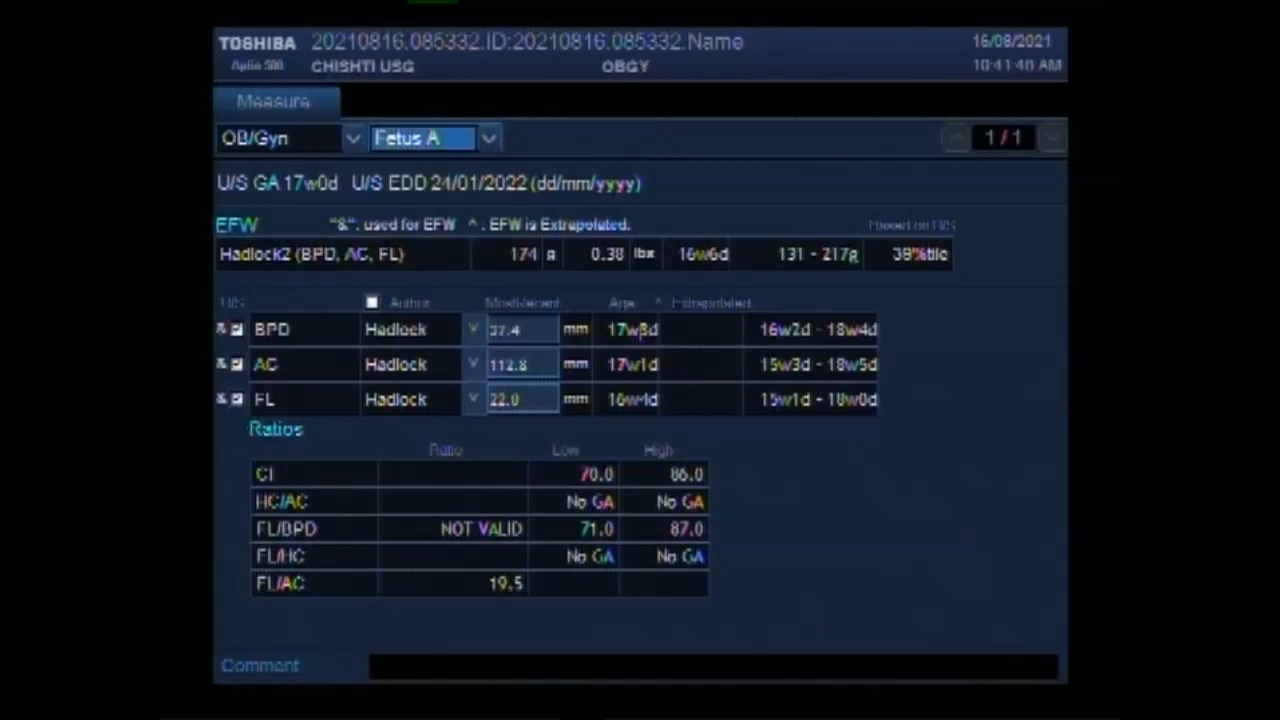 TOSHIBA 20210816.085332.ID:20210816.085332.Name 16/08/2021
Aplio 500 CHISHTI USG OBGY 10:41:48 AM
Measure
OB/Gyn Fetus A 1 / 1
U/S GA 17w0d U/S EDD 24/01/2022 (dd/mm/yyyy)
EFW "&": used for EFW ^ : EFW is Extrapolated.
Hadlock2 (BPD, AC, FL) 174 g 0.38 lbs 16w6d 131 - 217g %tile
Author Most Recent Age ^ Extrapolated
& BPD Hadlock 37.4 mm 16w2d - 18w4d
& AC Hadlock 112.8 mm 17w1d 15w3d - 18w5d
& FL Hadlock 22.0 mm 16w4d 15w1d - 18w0d
Ratios
Ratio Low High
CI 70.0 86.0
HC/AC No GA No GA
FL/BPD NOT VALID 71.0 87.0
FL/HC No GA No GA
FL/AC 19.5
Comment